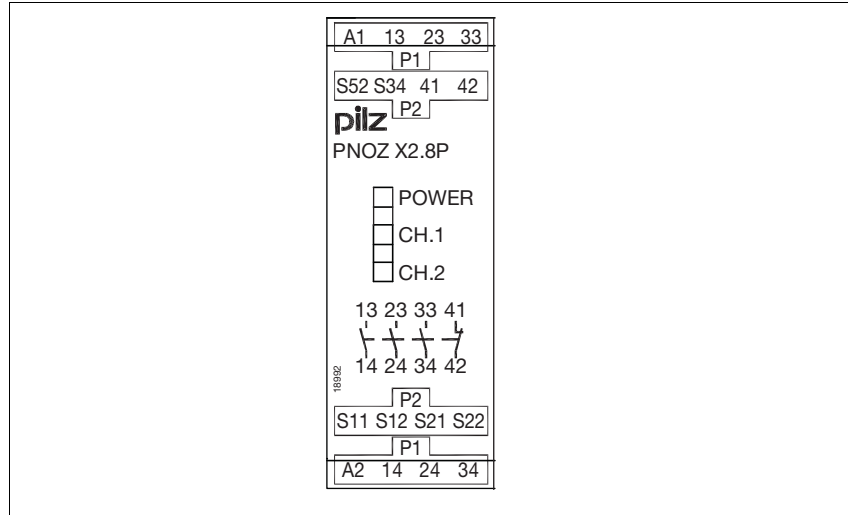 A1 13 23 33
P1
S52 S34 41 42
P2
pilz
PNOZ X2.8P
POWER
CH.1
CH.2
13 23 33 41
14 24 34 42
18992
P2
S11 S12 S21 S22
P1
A2 14 24 34